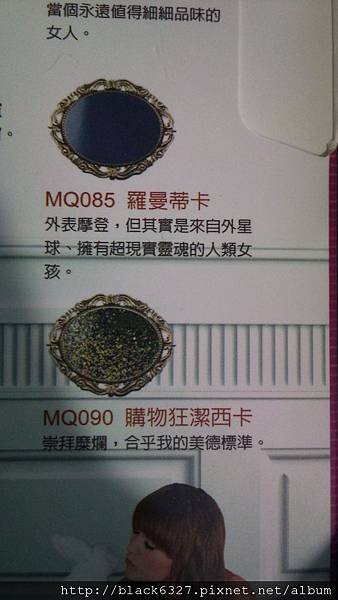 當個永遠值得細細品味的
女人。
MQ085 羅曼蒂卡
外表摩登，但其實是來自外星
球、擁有超現實靈魂的人類女
孩。
MQ090 購物狂潔西卡
崇拜糜爛，合乎我的美德標準。
http://black6327.pixnet.net/album